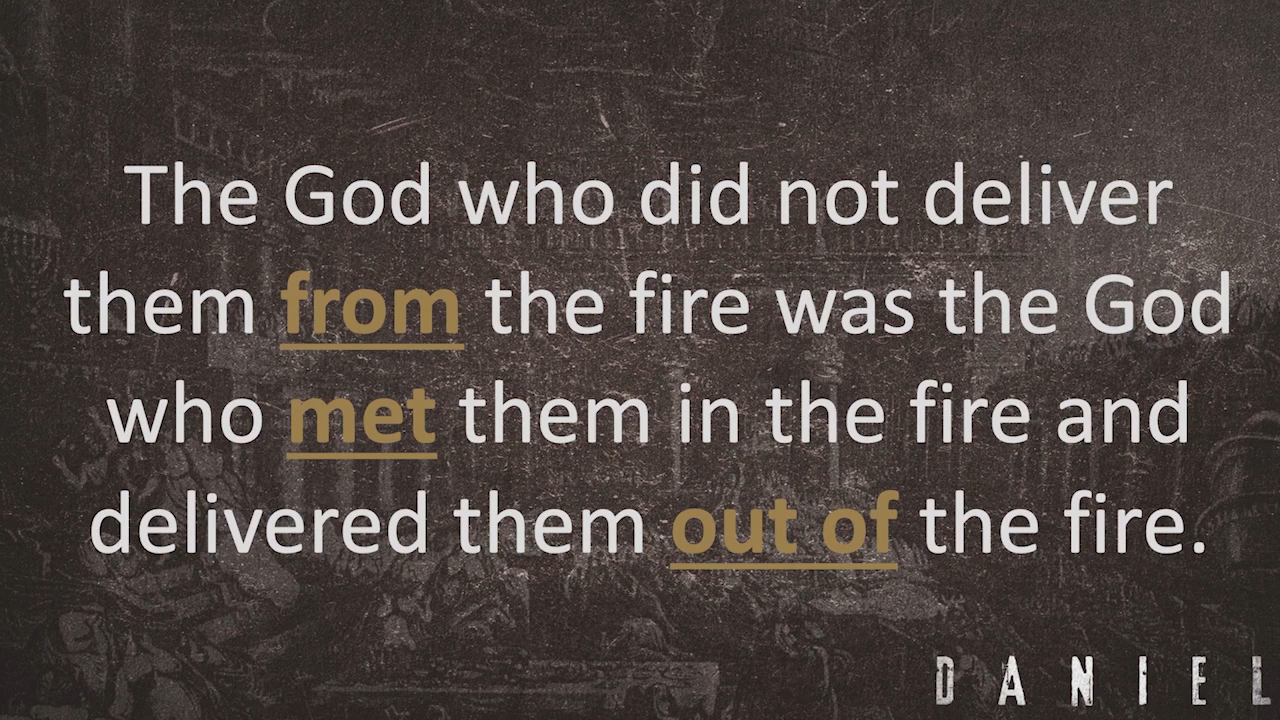 The God who did not deliver
them from the fire was the God
who met them in the fire and
delivered them out of the fire.
DANIEL